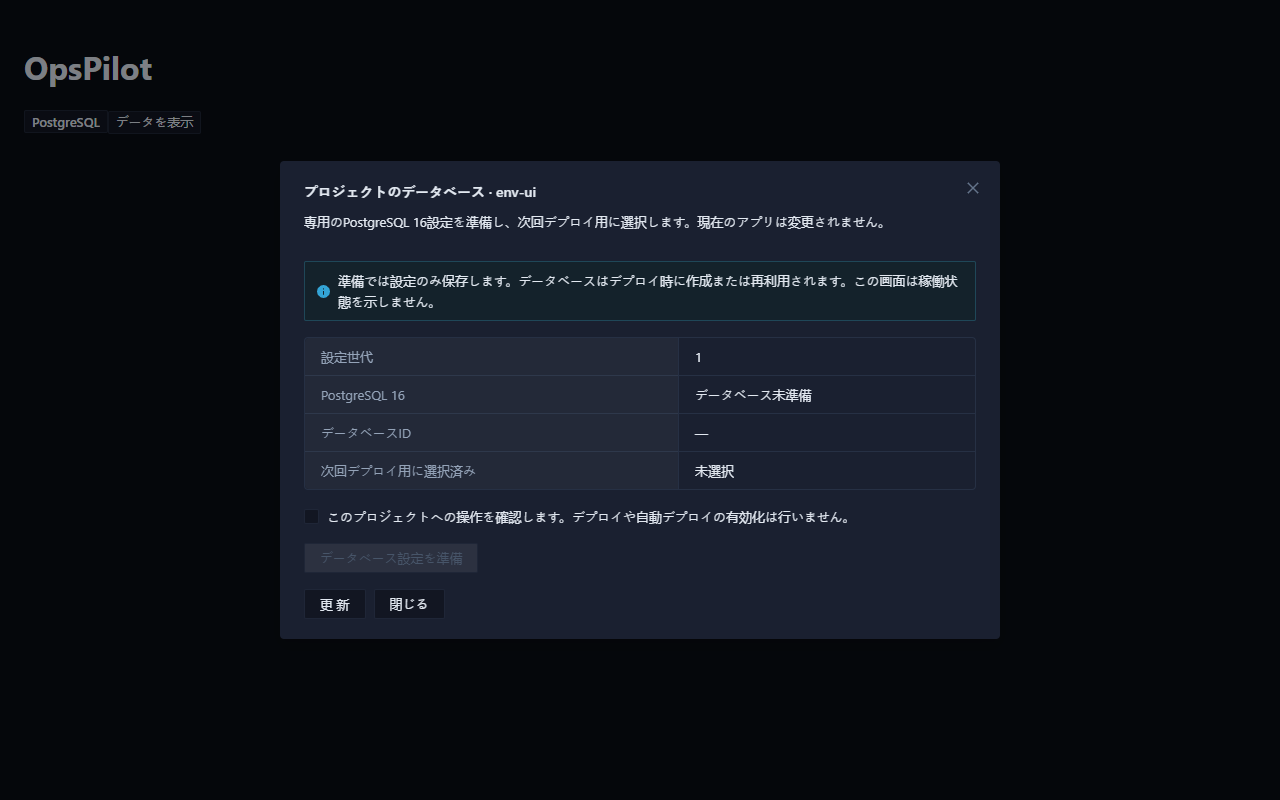 OpsPilot
PostgreSQL
データを表示
プロジェクトのデータベース · env-ui
専用のPostgreSQL 16設定を準備し、次回デプロイ用に選択します。現在のアプリは変更されません。
準備では設定のみ保存します。データベースはデプロイ時に作成または再利用されます。この画面は稼働状
態を示しません。
設定世代 1
PostgreSQL 16 データベース未準備
データベースID —
次回デプロイ用に選択済み 未選択
このプロジェクトへの操作を確認します。デプロイや自動デプロイの有効化は行いません。
データベース設定を準備
更 新 閉じる